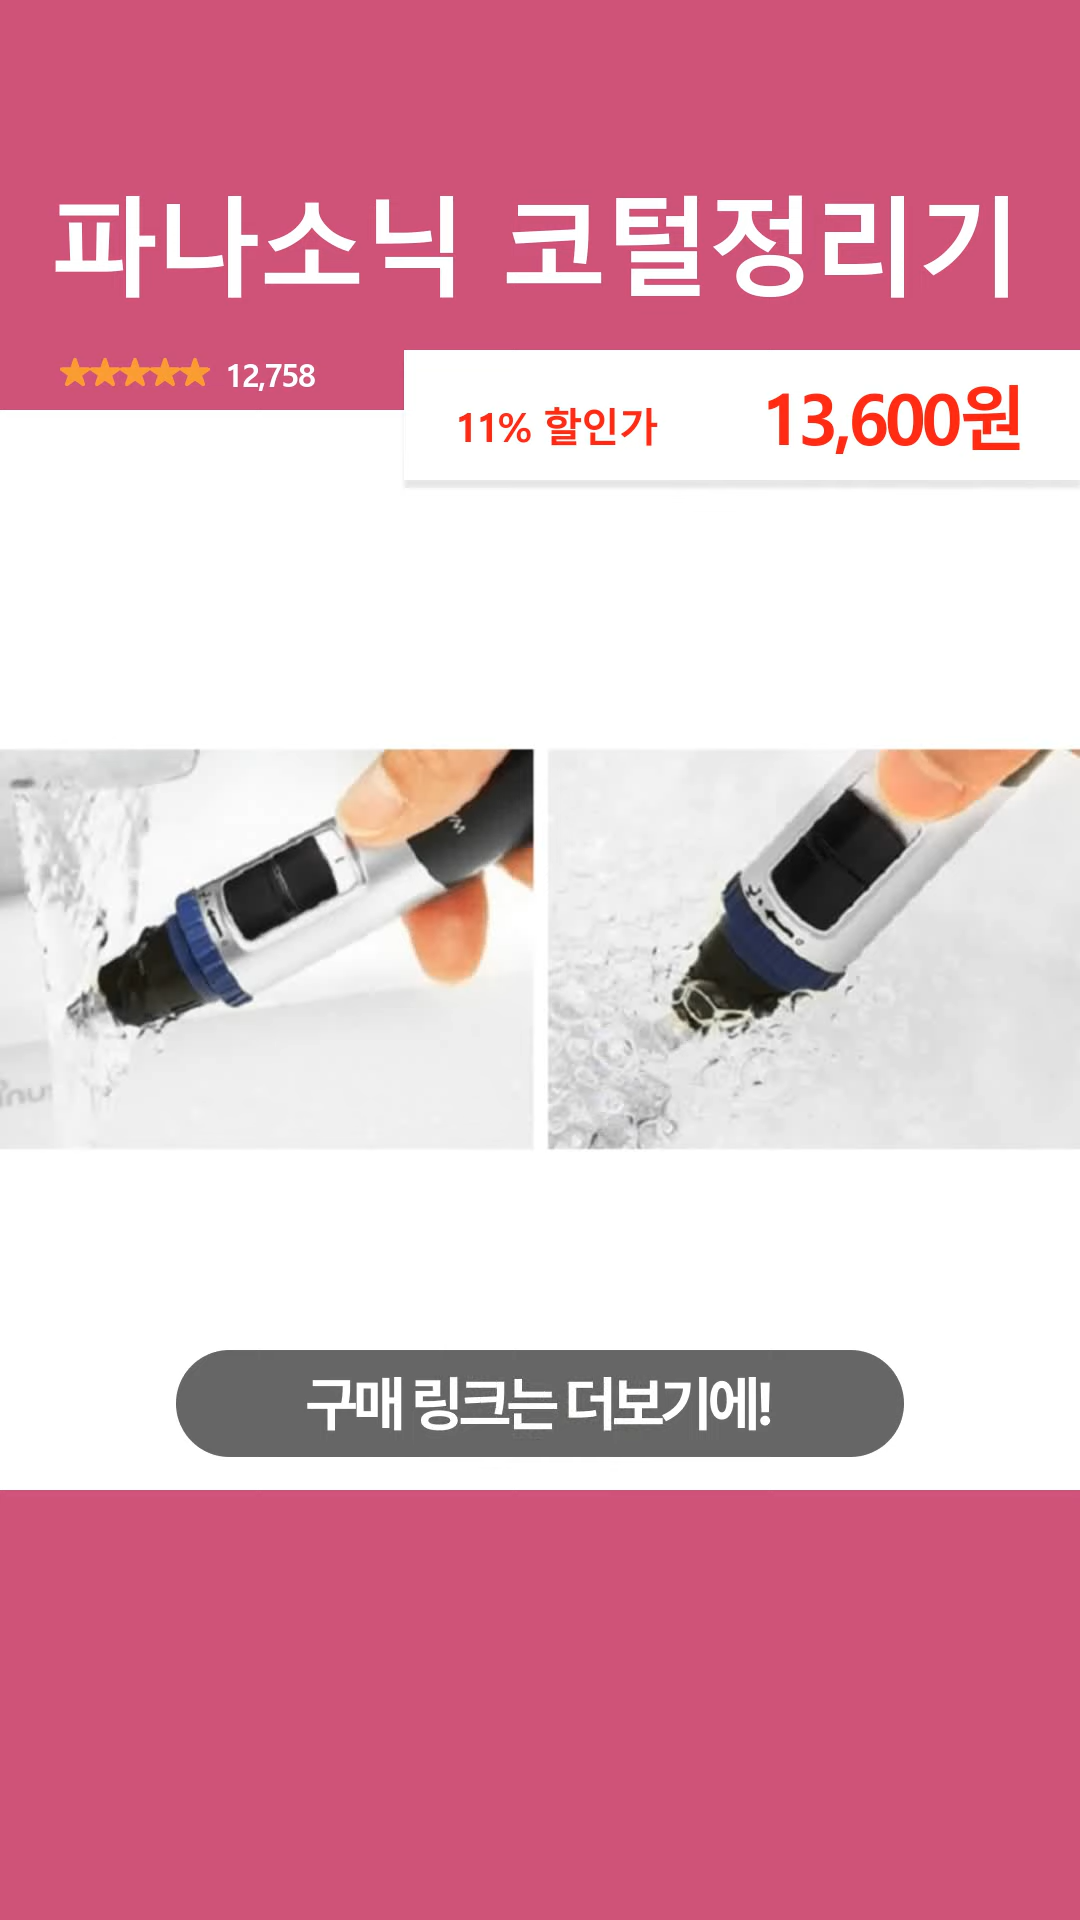 파나소닉 코털정리기
★★★★★ 12,758
11% 할인가 13,600원
구매 링크는 더보기에!